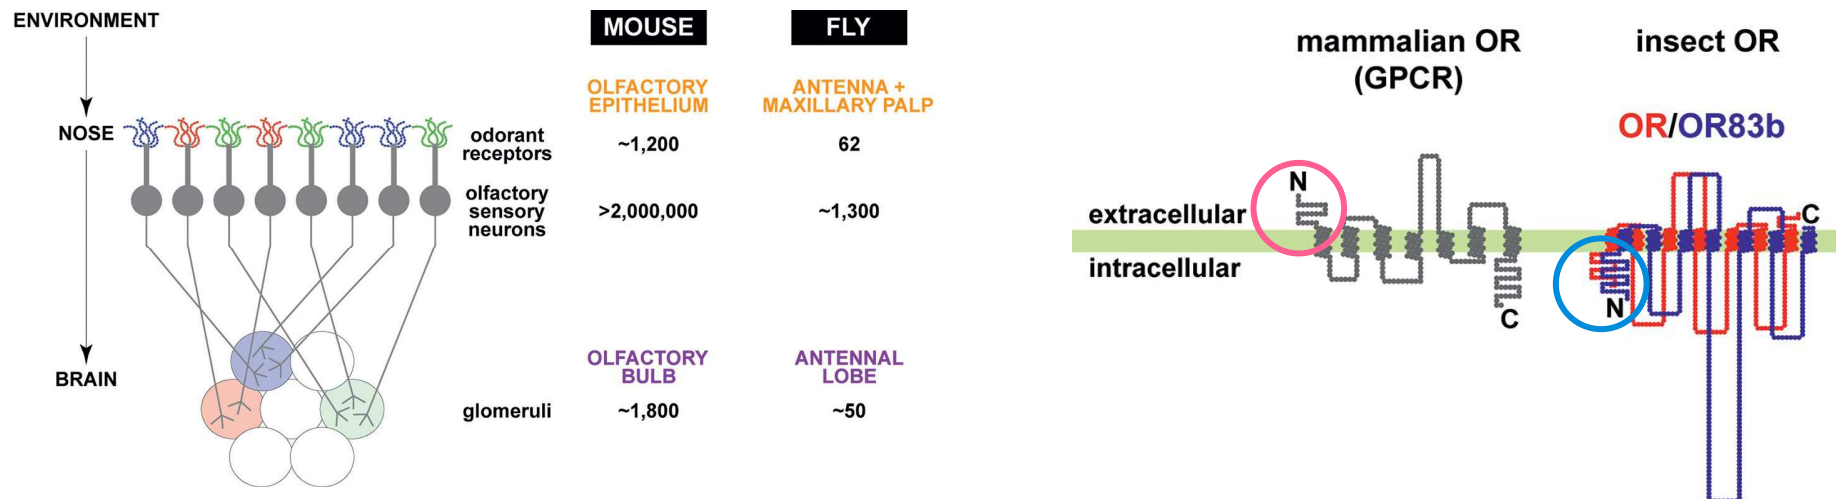 ENVIRONMENT
NOSE
BRAIN
odorant
receptors
olfactory
sensory
neurons
glomeruli
MOUSE
OLFACTORY
EPITHELIUM
~1,200
>2,000,000
OLFACTORY
BULB
~1,800
FLY
ANTENNA +
MAXILLARY PALP
62
~1,300
ANTENNAL
LOBE
~50
mammalian OR
(GPCR)
insect OR
OR/OR83b
N
extracellular
intracellular
C
C
N